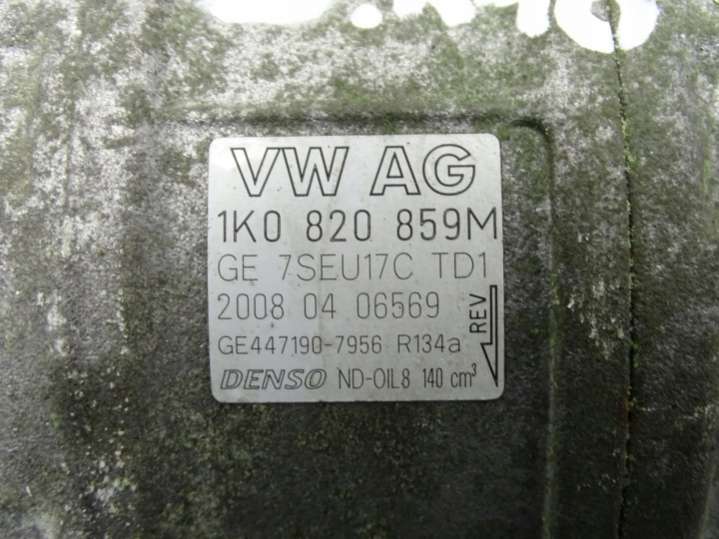 VW AG
1K0 820 859M
GE 7SEU17C TD1
2008 04 06569
REV
GE447190-7956 R134a
DENSO ND-OIL8 140 cm³